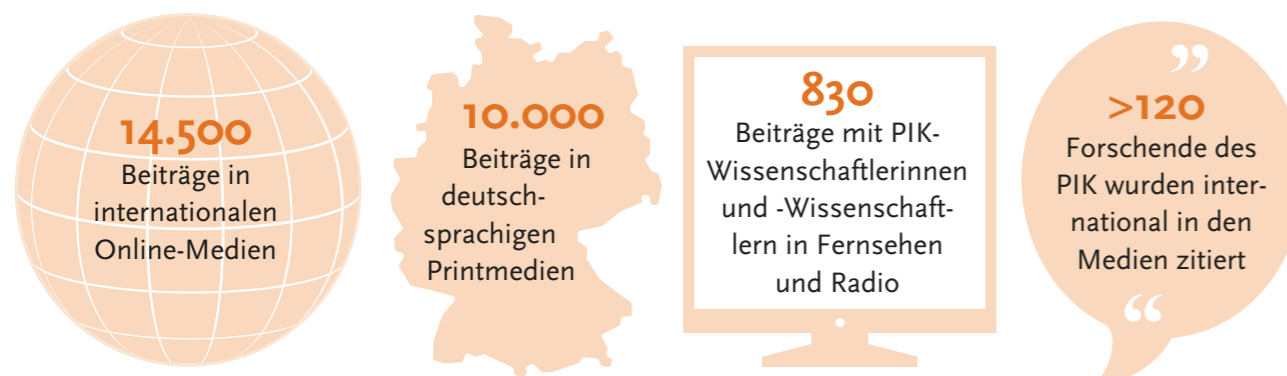 14.500
Beiträge in
internationalen
Online-Medien
10.000
Beiträge in
deutsch-
sprachigen
Printmedien
830
Beiträge mit PIK-
Wissenschaftlerinnen
und -Wissenschaft-
lern in Fernsehen
und Radio
”
>120
Forschende des
PIK wurden inter-
national in den
Medien zitiert
“